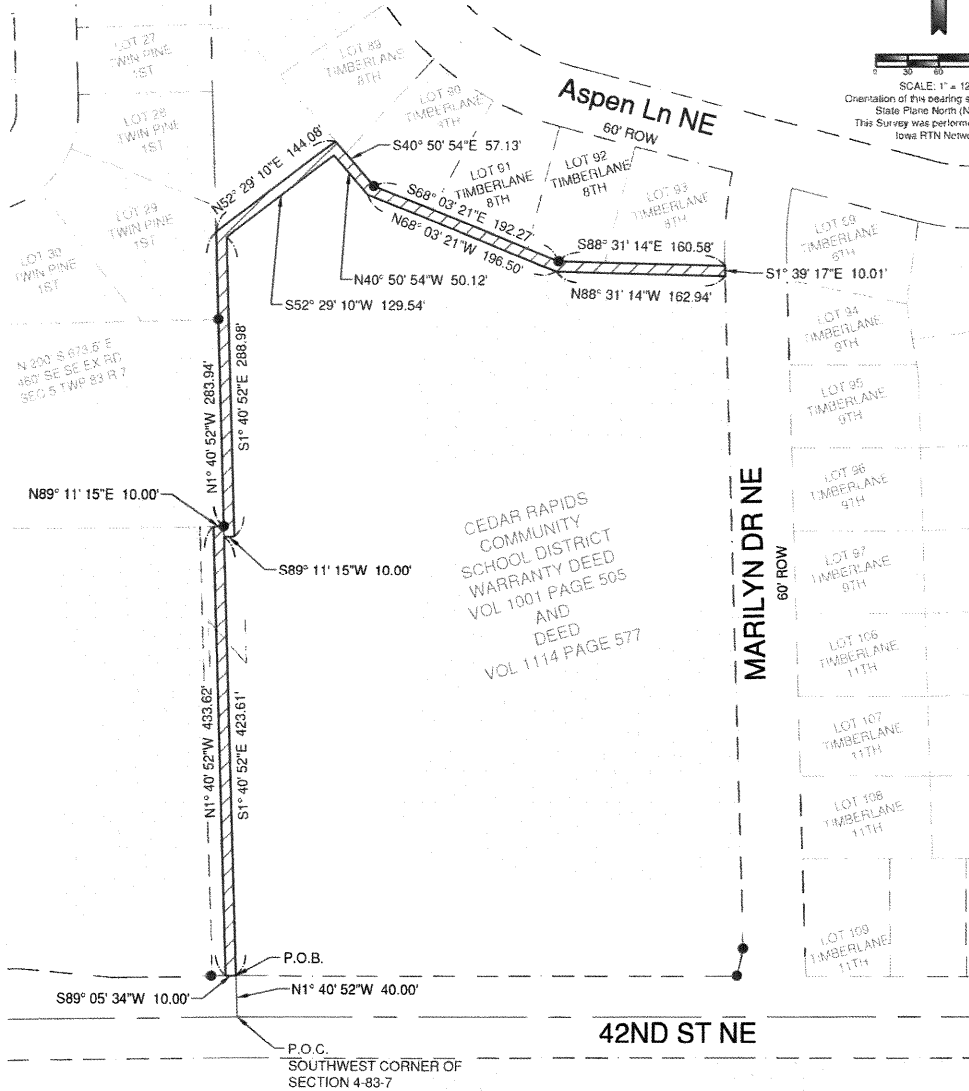 LOT 27
TWIN PINE
1ST
LOT 28
TWIN PINE
1ST
LOT 29
TWIN PINE
1ST
LOT 30
TWIN PINE
1ST
N 200' S 673.6' E
460' SE SE EX RD
SEC 5 TWP 83 R 7
LOT 89
TIMBERLANE
8TH
LOT 90
TIMBERLANE
8TH
LOT 91
TIMBERLANE
8TH
LOT 92
TIMBERLANE
8TH
LOT 93
TIMBERLANE
8TH
Aspen Ln NE
60' ROW
0 30 60
SCALE: 1" = 12
Orientation of this bearing
State Plane North (N
This Survey was perform
Iowa RTN Netw
N52° 29' 10"E 144.08'
S40° 50' 54"E 57.13'
S68° 03' 21"E 192.27'
N68° 03' 21"W 196.50'
S88° 31' 14"E 160.58'
S1° 39' 17"E 10.01'
N88° 31' 14"W 162.94'
N40° 50' 54"W 50.12'
S52° 29' 10"W 129.54'
N1° 40' 52"W 283.94'
S1° 40' 52"E 288.98'
N89° 11' 15"E 10.00'
S89° 11' 15"W 10.00'
N1° 40' 52"W 433.62'
S1° 40' 52"E 423.61'
CEDAR RAPIDS
COMMUNITY
SCHOOL DISTRICT
WARRANTY DEED
VOL 1001 PAGE 505
AND
DEED
VOL 1114 PAGE 577
MARILYN DR NE
60' ROW
TIMBERLANE
LOT 94
TIMBERLANE
9TH
LOT 95
TIMBERLANE
9TH
LOT 96
TIMBERLANE
9TH
LOT 97
TIMBERLANE
9TH
LOT 106
TIMBERLANE
11TH
LOT 107
TIMBERLANE
11TH
LOT 108
TIMBERLANE
11TH
LOT 109
TIMBERLANE
11TH
P.O.B.
N1° 40' 52"W 40.00'
S89° 05' 34"W 10.00'
42ND ST NE
P.O.C.
SOUTHWEST CORNER OF
SECTION 4-83-7